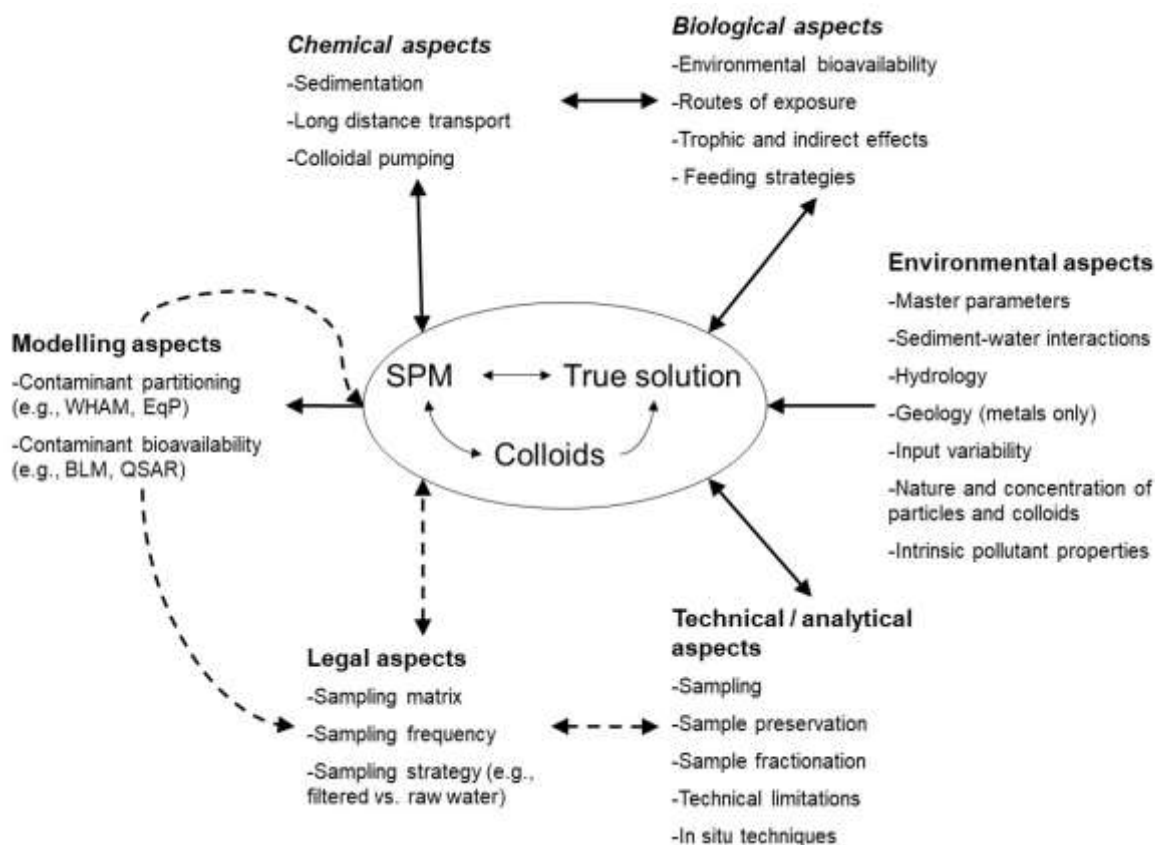 Chemical aspects
-Sedimentation
-Long distance transport
-Colloidal pumping
Biological aspects
-Environmental bioavailability
-Routes of exposure
-Trophic and indirect effects
- Feeding strategies
Environmental aspects
-Master parameters
-Sediment-water interactions
-Hydrology
-Geology (metals only)
-Input variability
-Nature and concentration of
particles and colloids
-Intrinsic pollutant properties
Modelling aspects
-Contaminant partitioning
(e.g., WHAM, EqP)
-Contaminant bioavailability
(e.g., BLM, QSAR)
SPM
True solution
Colloids
Legal aspects
-Sampling matrix
-Sampling frequency
-Sampling strategy (e.g.,
filtered vs. raw water)
Technical / analytical
aspects
-Sampling
-Sample preservation
-Sample fractionation
-Technical limitations
-In situ techniques